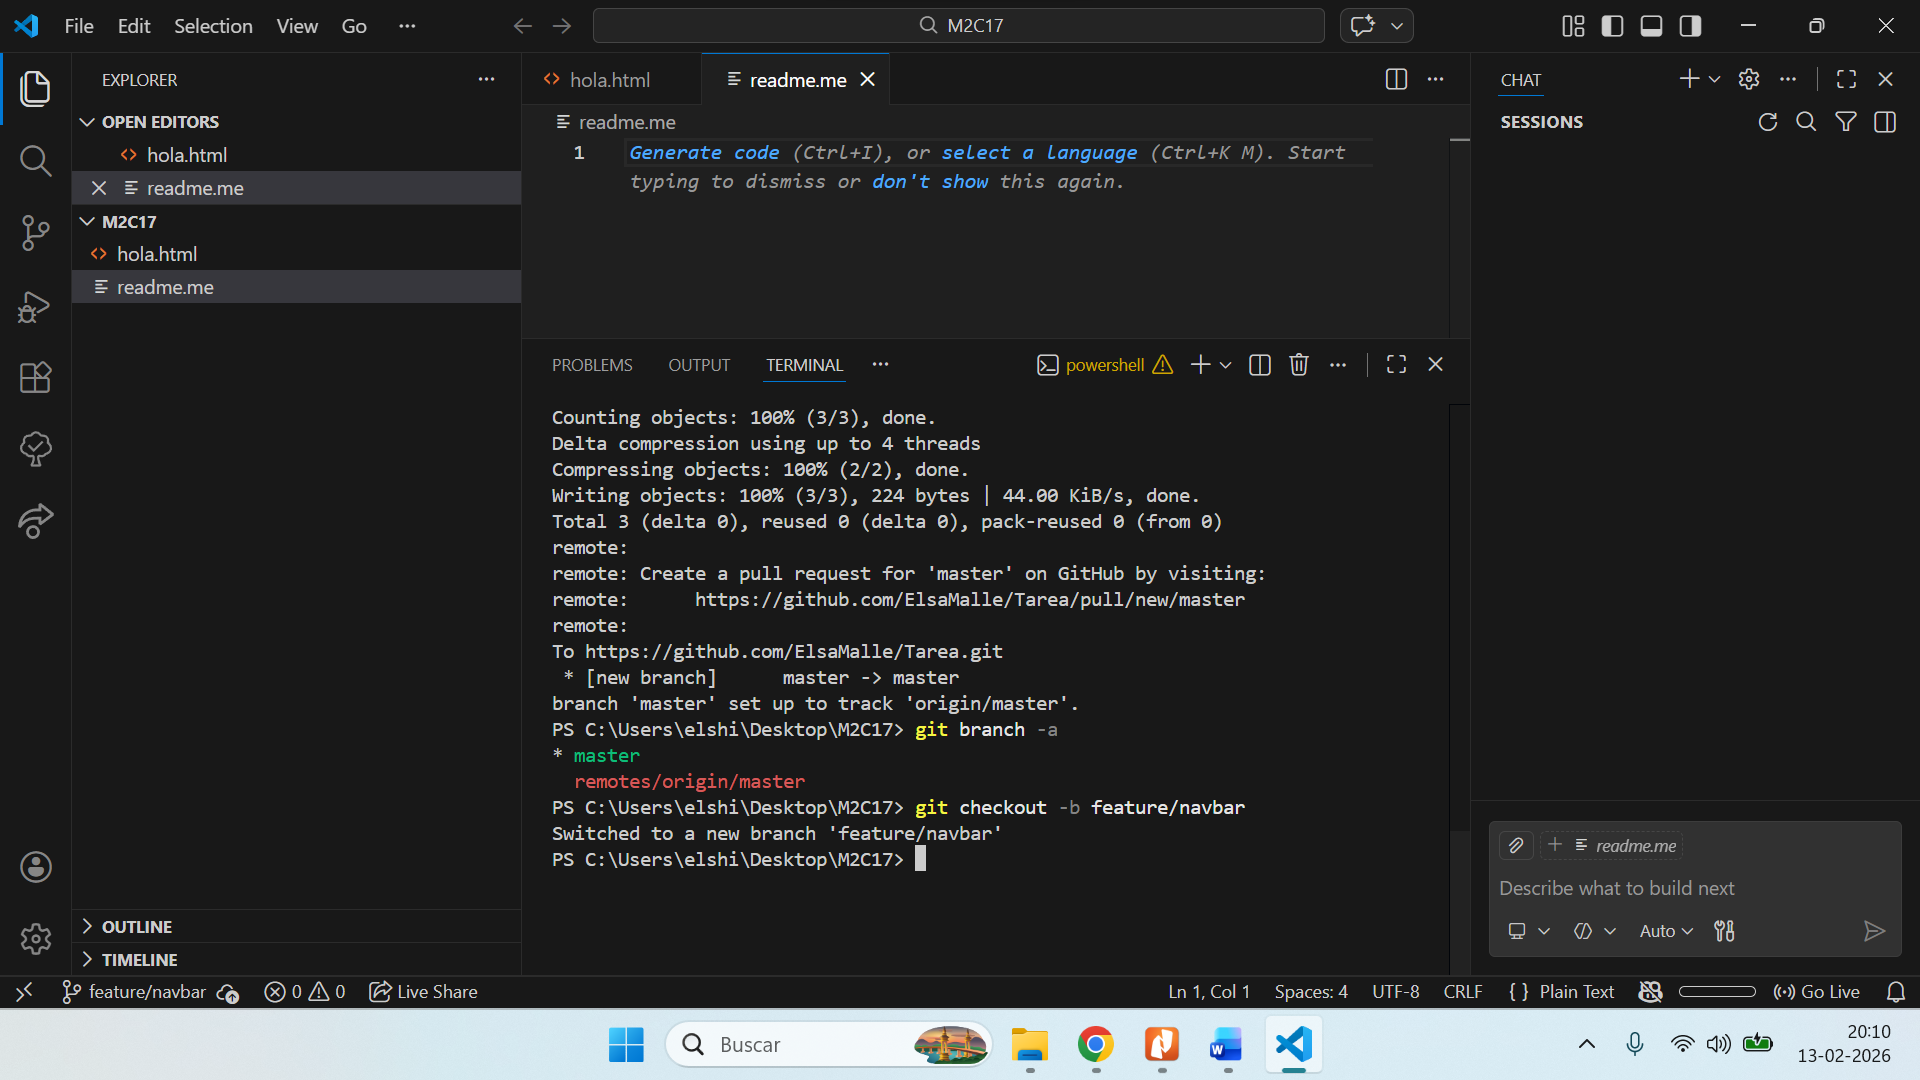 File Edit Selection View Go
M2C17
EXPLORER
OPEN EDITORS
hola.html
readme.me
M2C17
hola.html
readme.me
OUTLINE
TIMELINE
hola.html
readme.me
readme.me
1 Generate code (Ctrl+I), or select a language (Ctrl+K M). Start
typing to dismiss or don't show this again.
PROBLEMS OUTPUT TERMINAL
powershell
Counting objects: 100% (3/3), done.
Delta compression using up to 4 threads
Compressing objects: 100% (2/2), done.
Writing objects: 100% (3/3), 224 bytes | 44.00 KiB/s, done.
Total 3 (delta 0), reused 0 (delta 0), pack-reused 0 (from 0)
remote:
remote: Create a pull request for 'master' on GitHub by visiting:
remote:      https://github.com/ElsaMalle/Tarea/pull/new/master
remote:
To https://github.com/ElsaMalle/Tarea.git
 * [new branch]      master -> master
branch 'master' set up to track 'origin/master'.
PS C:\Users\elshi\Desktop\M2C17> git branch -a
* master
  remotes/origin/master
PS C:\Users\elshi\Desktop\M2C17> git checkout -b feature/navbar
Switched to a new branch 'feature/navbar'
PS C:\Users\elshi\Desktop\M2C17>
CHAT
SESSIONS
readme.me
Describe what to build next
Auto
feature/navbar 0 0 Live Share
Ln 1, Col 1 Spaces: 4 UTF-8 CRLF { } Plain Text Go Live
Buscar
20:10
13-02-2026